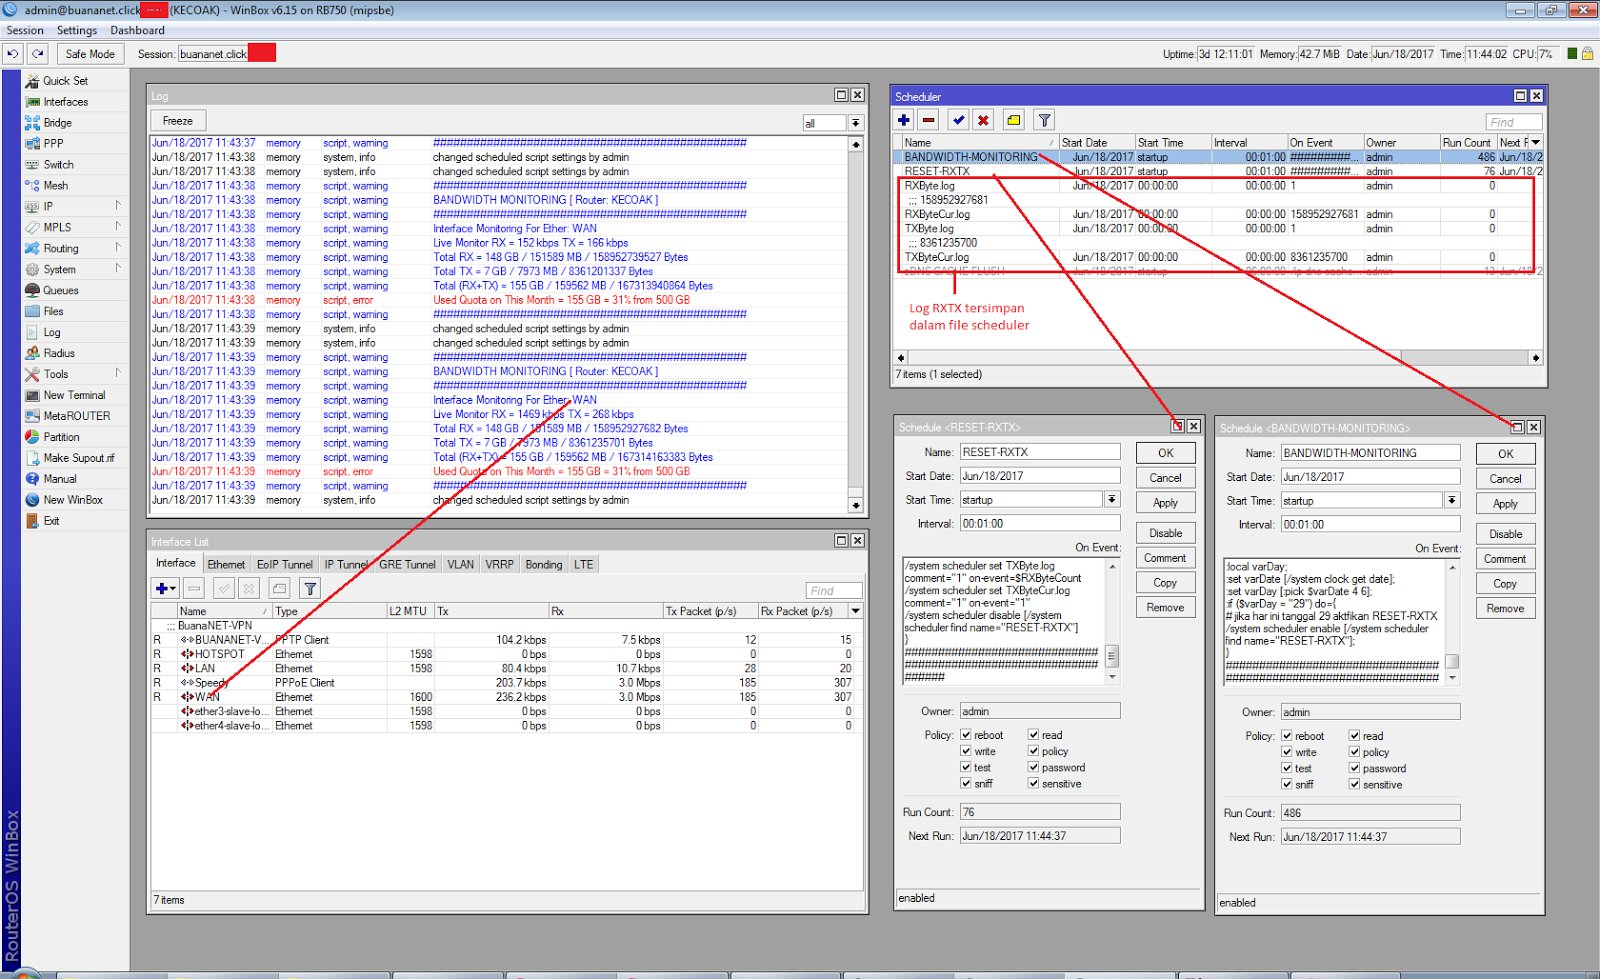 admin@buananet.click (KECOAK) - WinBox v6.15 on RB750 (mipsbe)
Session Settings Dashboard
Safe Mode Session: buananet.click Uptime: 3d 12:11:01 Memory: 42.7 MiB Date: Jun/18/2017 Time: 11:44:02 CPU: 7%
Quick Set
Interfaces
Bridge
PPP
Switch
Mesh
IP
MPLS
Routing
System
Queues
Files
Log
Radius
Tools
New Terminal
MetaROUTER
Partition
Make Supout.rif
Manual
New WinBox
Exit
RouterOS WinBox
Log
Freeze all
Jun/18/2017 11:43:37 memory script, warning ###############################################
Jun/18/2017 11:43:38 memory system, info changed scheduled script settings by admin
Jun/18/2017 11:43:38 memory system, info changed scheduled script settings by admin
Jun/18/2017 11:43:38 memory script, warning ###############################################
Jun/18/2017 11:43:38 memory script, warning BANDWIDTH MONITORING [ Router: KECOAK ]
Jun/18/2017 11:43:38 memory script, warning ###############################################
Jun/18/2017 11:43:38 memory script, warning Interface Monitoring For Ether: WAN
Jun/18/2017 11:43:38 memory script, warning Live Monitor RX = 152 kbps TX = 166 kbps
Jun/18/2017 11:43:38 memory script, warning Total RX = 148 GB / 151589 MB / 158952739527 Bytes
Jun/18/2017 11:43:38 memory script, warning Total TX = 7 GB / 7973 MB / 8361201337 Bytes
Jun/18/2017 11:43:38 memory script, warning Total (RX+TX) = 155 GB / 159562 MB / 167313940864 Bytes
Jun/18/2017 11:43:38 memory script, error Used Quota on This Month = 155 GB = 31% from 500 GB
Jun/18/2017 11:43:38 memory script, warning ###############################################
Jun/18/2017 11:43:39 memory system, info changed scheduled script settings by admin
Jun/18/2017 11:43:39 memory system, info changed scheduled script settings by admin
Jun/18/2017 11:43:39 memory script, warning ###############################################
Jun/18/2017 11:43:39 memory script, warning BANDWIDTH MONITORING [ Router: KECOAK ]
Jun/18/2017 11:43:39 memory script, warning ###############################################
Jun/18/2017 11:43:39 memory script, warning Interface Monitoring For Ether: WAN
Jun/18/2017 11:43:39 memory script, warning Live Monitor RX = 1469 kbps TX = 268 kbps
Jun/18/2017 11:43:39 memory script, warning Total RX = 148 GB / 151589 MB / 158952927682 Bytes
Jun/18/2017 11:43:39 memory script, warning Total TX = 7 GB / 7973 MB / 8361235701 Bytes
Jun/18/2017 11:43:39 memory script, warning Total (RX+TX) = 155 GB / 159562 MB / 167314163383 Bytes
Jun/18/2017 11:43:39 memory script, error Used Quota on This Month = 155 GB = 31% from 500 GB
Jun/18/2017 11:43:39 memory script, warning ###############################################
Jun/18/2017 11:43:39 memory system, info changed scheduled script settings by admin
Interface List
Interface Ethernet EoIP Tunnel IP Tunnel GRE Tunnel VLAN VRRP Bonding LTE
Find
Name Type L2 MTU Tx Rx Tx Packet (p/s) Rx Packet (p/s)
;;; BuanaNET-VPN
R BUANANET-V... PPTP Client 104.2 kbps 7.5 kbps 12 15
R HOTSPOT Ethernet 1598 0 bps 0 bps 0 0
R LAN Ethernet 1598 80.4 kbps 10.7 kbps 28 20
R Speedy PPPoE Client 203.7 kbps 3.0 Mbps 185 307
R WAN Ethernet 1600 236.2 kbps 3.0 Mbps 185 307
ether3-slave-lo... Ethernet 1598 0 bps 0 bps 0 0
ether4-slave-lo... Ethernet 1598 0 bps 0 bps 0 0
7 items
Scheduler
Find
Name Start Date Start Time Interval On Event Owner Run Count Next F
BANDWIDTH-MONITORING Jun/18/2017 startup 00:01:00 ##########... admin 486 Jun/18/2
RESET-RXTX Jun/18/2017 startup 00:01:00 ##########... admin 76 Jun/18/2
RXByte.log Jun/18/2017 00:00:00 00:00:00 1 admin 0
;;; 158952927681
RXByteCur.log Jun/18/2017 00:00:00 00:00:00 158952927681 admin 0
TXByte.log Jun/18/2017 00:00:00 00:00:00 1 admin 0
;;; 8361235700
TXByteCur.log Jun/18/2017 00:00:00 00:00:00 8361235700 admin 0
Log RXTX tersimpan
dalam file scheduler
7 items (1 selected)
Schedule <RESET-RXTX>
Name: RESET-RXTX OK
Start Date: Jun/18/2017 Cancel
Start Time: startup Apply
Interval: 00:01:00 Disable
On Event:
/system scheduler set TXByte.log
comment="1" on-event=$RXByteCount
/system scheduler set TXByteCur.log
comment="1" on-event="1"
/system scheduler disable [/system
scheduler find name="RESET-RXTX"]
}
################################
################################
######
Comment
Copy
Remove
Owner: admin
Policy: reboot read
write policy
test password
sniff sensitive
Run Count: 76
Next Run: Jun/18/2017 11:44:37
enabled
Schedule <BANDWIDTH-MONITORING>
Name: BANDWIDTH-MONITORING OK
Start Date: Jun/18/2017 Cancel
Start Time: startup Apply
Interval: 00:01:00 Disable
On Event:
:local varDay;
:set varDate [/system clock get date];
:set varDay [:pick $varDate 4 6];
:if ($varDay = "29") do={
# jika har ini tanggal 29 aktfikan RESET-RXTX
/system scheduler enable [/system scheduler
find name="RESET-RXTX"];
}
###################################
###################################
Comment
Copy
Remove
Owner: admin
Policy: reboot read
write policy
test password
sniff sensitive
Run Count: 486
Next Run: Jun/18/2017 11:44:37
enabled